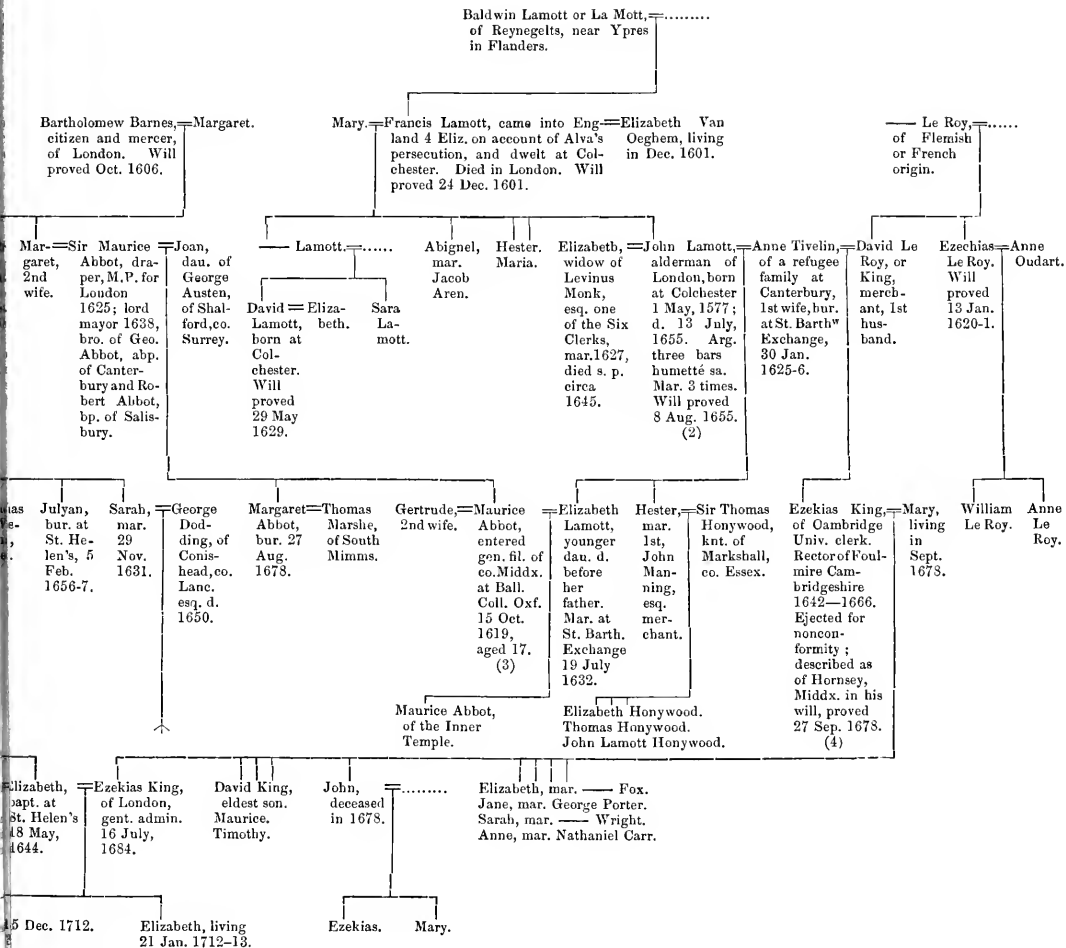 Baldwin Lamott or La Mott,=.........
of Reynegelts, near Ypres
in Flanders.
Bartholomew Barnes,=Margaret.
citizen and mercer,
of London. Will
proved Oct. 1606.
Mary.=Francis Lamott, came into Eng-=Elizabeth Van
land 4 Eliz. on account of Alva's
persecution, and dwelt at Col-
chester. Died in London. Will
proved 24 Dec. 1601.
Oeghem, living
in Dec. 1601.
— Le Roy,=......
of Flemish
or French
origin.
Mar-=Sir Maurice
garet,
2nd
wife.
Abbot, dra-
per, M.P. for
London
1625; lord
mayor 1638,
bro. of Geo.
Abbot, abp.
of Canter-
bury and Ro-
bert Abbot,
bp. of Salis-
bury.
=Joan,
dau. of
George
Austen,
of Shal-
ford, co.
Surrey.
— Lamott.=......
David=Eliza-
Lamott, beth.
born at
Col-
chester.
Will
proved
29 May
1629.
Sara
La-
mott.
Abignel,
mar.
Jacob
Aren.
Hester.
Maria.
Elizabeth,
widow of
Levinus
Monk,
esq. one
of the Six
Clerks,
mar. 1627,
died s. p.
circa
1645.
=John Lamott,
alderman of
London, born
at Colchester
1 May, 1577;
d. 13 July,
1655. Arg.
three bars
humetté sa.
Mar. 3 times.
Will proved
8 Aug. 1655.
(2)
=Anne Tivelin,
of a refugee
family at
Canterbury,
1st wife, bur.
at St. Barthw
Exchange,
30 Jan.
1625-6.
=David Le
Roy, or
King,
merch-
ant, 1st
hus-
band.
Ezechias=Anne
Le Roy. Oudart.
Will
proved
13 Jan.
1620-1.
Julyan,
bur. at
St. He-
len's, 5
Feb.
1656-7.
Sarah,
mar.
29
Nov.
1631.
=George
Dod-
ding, of
Conis-
head, co.
Lanc.
esq. d.
1650.
Margaret=Thomas
Abbot,
bur. 27
Aug.
1678.
Marshe,
of South
Mimms.
Gertrude,=Maurice
2nd wife.
Abbot,
entered
gen. fil. of
co. Middx.
at Ball.
Coll. Oxf.
15 Oct.
1619,
aged 17.
(3)
=Elizabeth
Lamott,
younger
dau. d.
before
her
father.
Mar. at
St. Barth.
Exchange
19 July
1632.
Hester,=Sir Thomas
mar.
1st,
John
Man-
ning,
esq.
mer-
chant.
Honywood,
knt. of
Markshall,
co. Essex.
Ezekias King,=Mary,
of Cambridge
Univ. clerk.
Rector of Foul-
mire Cam-
bridgeshire
1642—1666.
Ejected for
noncon-
formity;
described as
of Hornsey,
Middx. in his
will, proved
27 Sep. 1678.
(4)
living
in
Sept.
1678.
William
Le Roy.
Anne
Le
Roy.
Maurice Abbot,
of the Inner
Temple.
Elizabeth Honywood.
Thomas Honywood.
John Lamott Honywood.
=Ezekias King,
of London,
gent. admin.
16 July,
1684.
David King,
eldest son.
Maurice.
Timothy.
John, =.........
deceased
in 1678.
Elizabeth, mar. —— Fox.
Jane, mar. George Porter.
Sarah, mar. —— Wright.
Anne, mar. Nathaniel Carr.
Dec. 1712.
Elizabeth, living
21 Jan. 1712-13.
Ezekias. Mary.